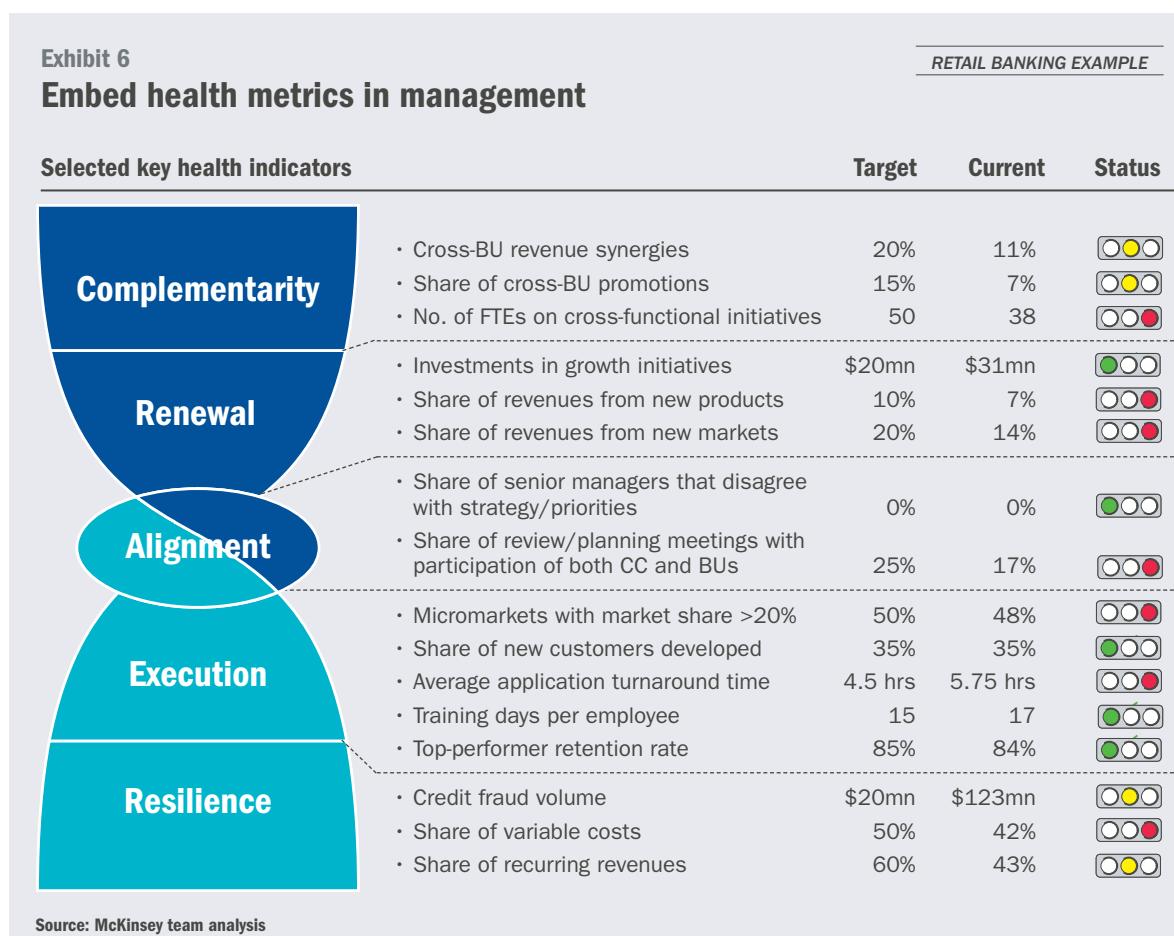 Exhibit 6
RETAIL BANKING EXAMPLE
Embed health metrics in management
Selected key health indicators Target Current Status
Complementarity
· Cross-BU revenue synergies 20% 11%
· Share of cross-BU promotions 15% 7%
· No. of FTEs on cross-functional initiatives 50 38
Renewal
· Investments in growth initiatives $20mn $31mn
· Share of revenues from new products 10% 7%
· Share of revenues from new markets 20% 14%
Alignment
· Share of senior managers that disagree
with strategy/priorities 0% 0%
· Share of review/planning meetings with
participation of both CC and BUs 25% 17%
Execution
· Micromarkets with market share >20% 50% 48%
· Share of new customers developed 35% 35%
· Average application turnaround time 4.5 hrs 5.75 hrs
· Training days per employee 15 17
· Top-performer retention rate 85% 84%
Resilience
· Credit fraud volume $20mn $123mn
· Share of variable costs 50% 42%
· Share of recurring revenues 60% 43%
Source: McKinsey team analysis